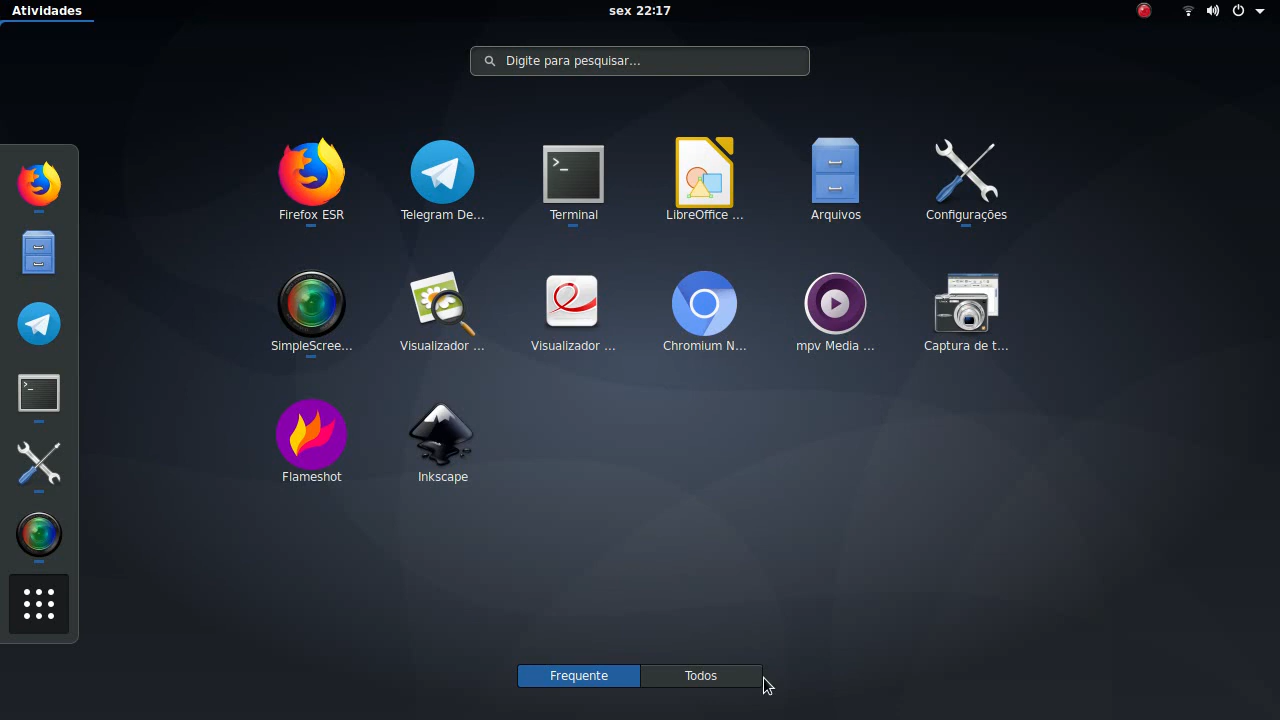 Atividades
sex 22:17
Digite para pesquisar...
Firefox ESR
Telegram De...
Terminal
LibreOffice ...
Arquivos
Configurações
SimpleScree...
Visualizador ...
Visualizador ...
Chromium N...
mpv Media ...
Captura de t...
Flameshot
Inkscape
Frequente
Todos